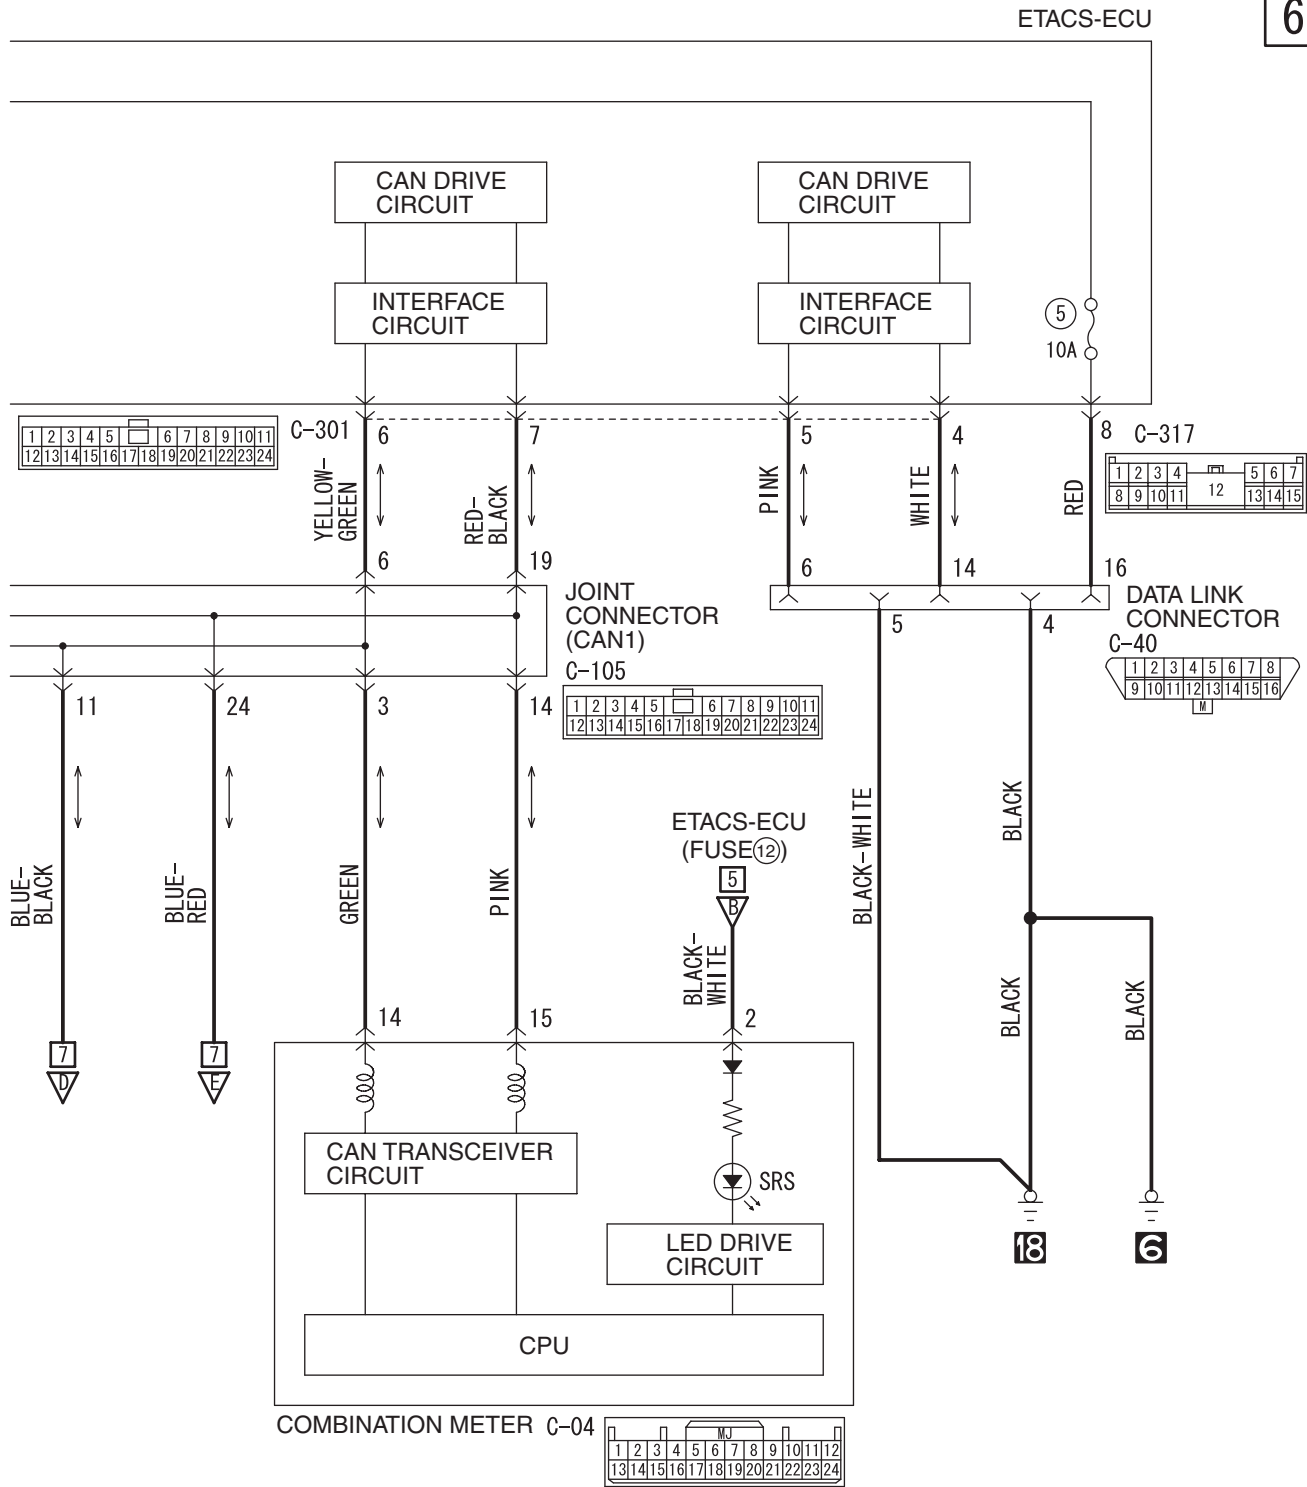 ETACS-ECU
6
CAN DRIVE
CIRCUIT
CAN DRIVE
CIRCUIT
INTERFACE
CIRCUIT
INTERFACE
CIRCUIT
5
10A
1 2 3 4 5 6 7 8 9 10 11
12 13 14 15 16 17 18 19 20 21 22 23 24
C-301
6
7
5
4
8
C-317
1 2 3 4 5 6 7
8 9 10 11 12 13 14 15
YELLOW-
GREEN
RED-
BLACK
PINK
WHITE
RED
6
19
6
14
16
JOINT
CONNECTOR
(CAN1)
C-105
1 2 3 4 5 6 7 8 9 10 11
12 13 14 15 16 17 18 19 20 21 22 23 24
5
4
DATA LINK
CONNECTOR
C-40
1 2 3 4 5 6 7 8
9 10 11 12 13 14 15 16
M
11
24
3
14
BLUE-
BLACK
BLUE-
RED
GREEN
PINK
ETACS-ECU
(FUSE⑫)
5
B
BLACK-
WHITE
BLACK-WHITE
BLACK
BLACK
BLACK
14
15
2
7
D
7
E
CAN TRANSCEIVER
CIRCUIT
SRS
LED DRIVE
CIRCUIT
CPU
18
6
COMBINATION METER C-04
MJ
1 2 3 4 5 6 7 8 9 10 11 12
13 14 15 16 17 18 19 20 21 22 23 24